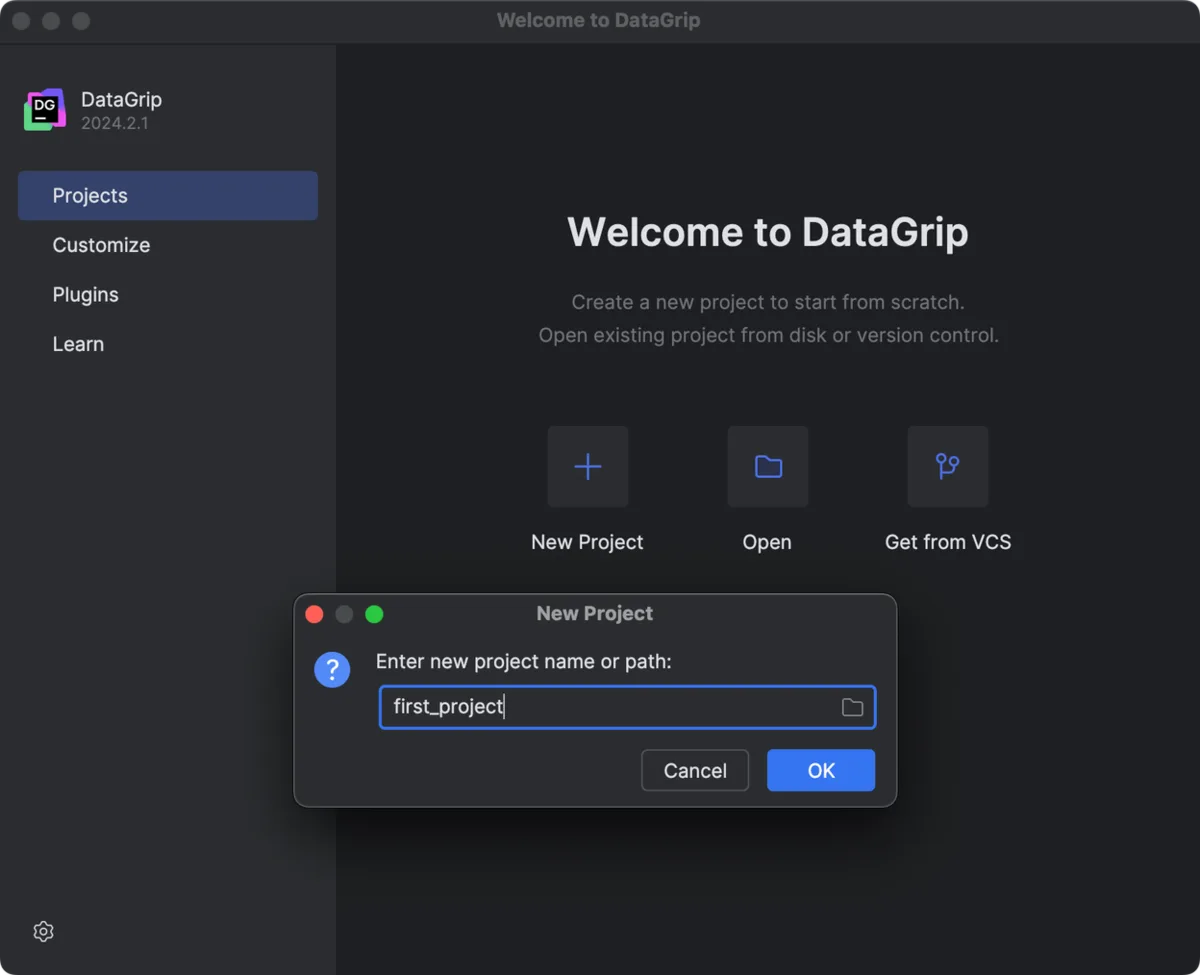 Welcome to DataGrip
DG
DataGrip
2024.2.1
Projects
Customize
Plugins
Learn
Welcome to DataGrip
Create a new project to start from scratch.
Open existing project from disk or version control.
New Project
Open
Get from VCS
New Project
?
Enter new project name or path:
first_project
Cancel
OK